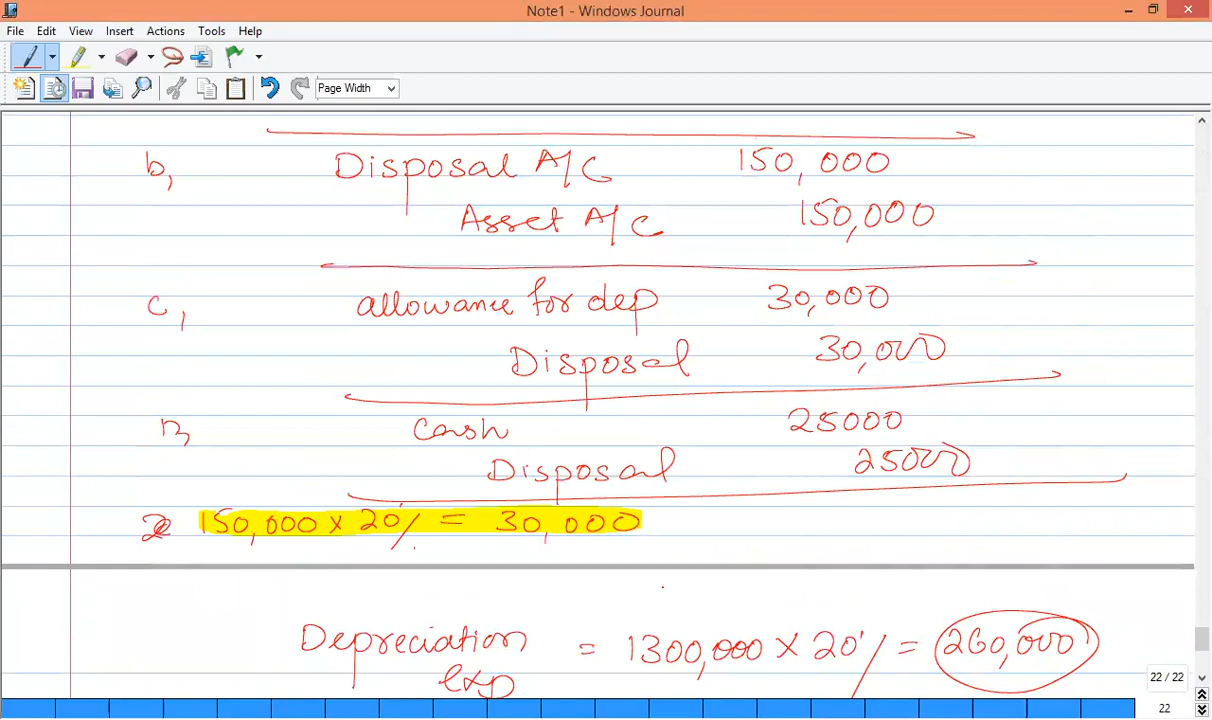 Note1 - Windows Journal
File Edit View Insert Actions Tools Help
Page Width
b, Disposal A/C 150,000
Asset A/C 150,000
c, allowance for dep 30,000
Disposal 30,000
Cash 25000
Disposal 25000
150,000 x 20% = 30,000
Depreciation = 1300,000 x 20% = 260,000
exp
22 / 22
22